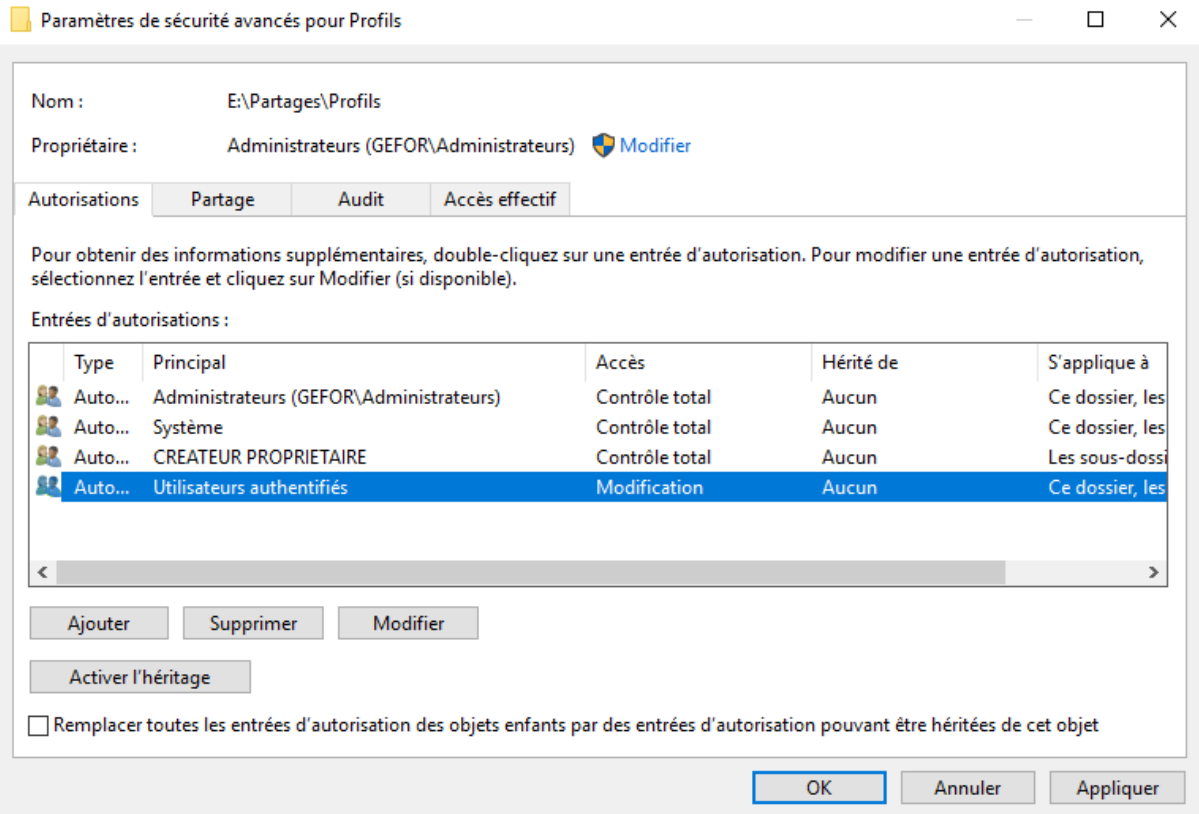 Paramètres de sécurité avancés pour Profils
Nom : E:\Partages\Profils
Propriétaire : Administrateurs (GEFOR\Administrateurs) Modifier
Autorisations Partage Audit Accès effectif
Pour obtenir des informations supplémentaires, double-cliquez sur une entrée d'autorisation. Pour modifier une entrée d'autorisation,
sélectionnez l'entrée et cliquez sur Modifier (si disponible).
Entrées d'autorisations :
Type Principal Accès Hérité de S'applique à
Auto... Administrateurs (GEFOR\Administrateurs) Contrôle total Aucun Ce dossier, les
Auto... Système Contrôle total Aucun Ce dossier, les
Auto... CREATEUR PROPRIETAIRE Contrôle total Aucun Les sous-dossi
Auto... Utilisateurs authentifiés Modification Aucun Ce dossier, les
Ajouter Supprimer Modifier
Activer l'héritage
Remplacer toutes les entrées d'autorisation des objets enfants par des entrées d'autorisation pouvant être héritées de cet objet
OK Annuler Appliquer